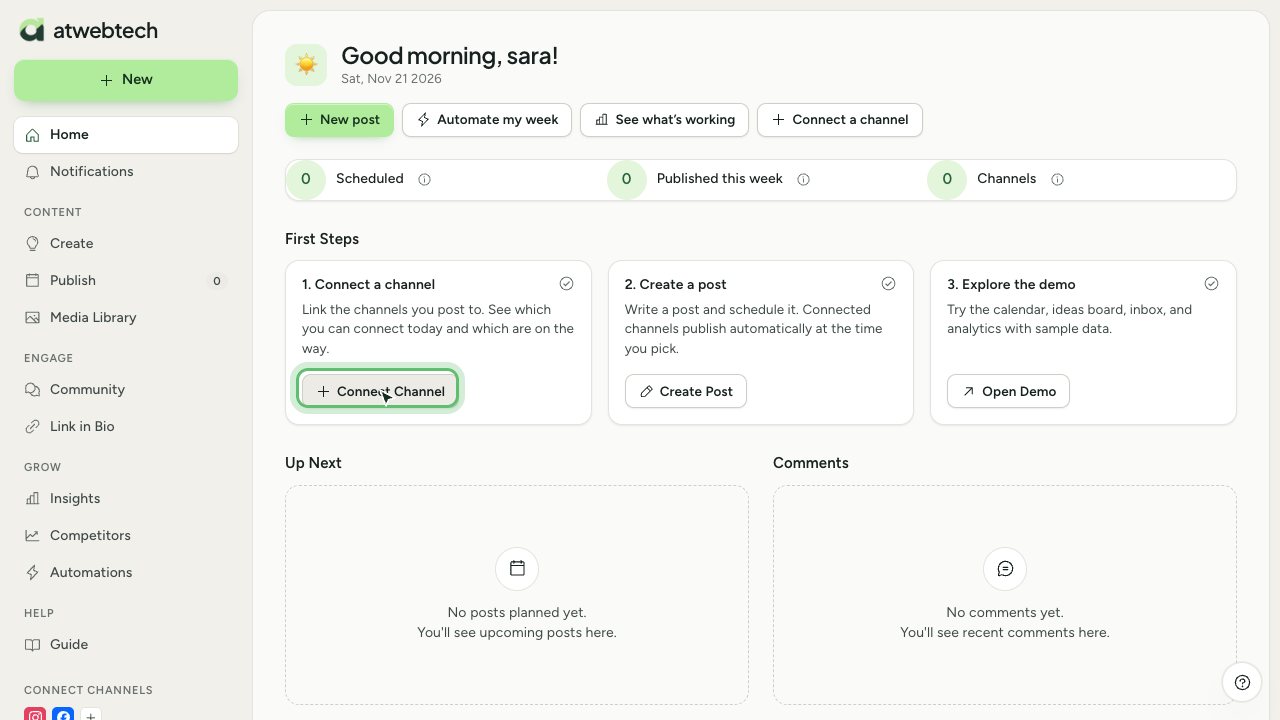 atwebtech
New
Home
Notifications
CONTENT
Create
Publish 0
Media Library
ENGAGE
Community
Link in Bio
GROW
Insights
Competitors
Automations
HELP
Guide
CONNECT CHANNELS
Good morning, sara!
Sat, Nov 21 2026
New post
Automate my week
See what's working
Connect a channel
0 Scheduled
0 Published this week
0 Channels
First Steps
1. Connect a channel
Link the channels you post to. See which
you can connect today and which are on the
way.
Connect Channel
2. Create a post
Write a post and schedule it. Connected
channels publish automatically at the time
you pick.
Create Post
3. Explore the demo
Try the calendar, ideas board, inbox, and
analytics with sample data.
Open Demo
Up Next
No posts planned yet.
You'll see upcoming posts here.
Comments
No comments yet.
You'll see recent comments here.